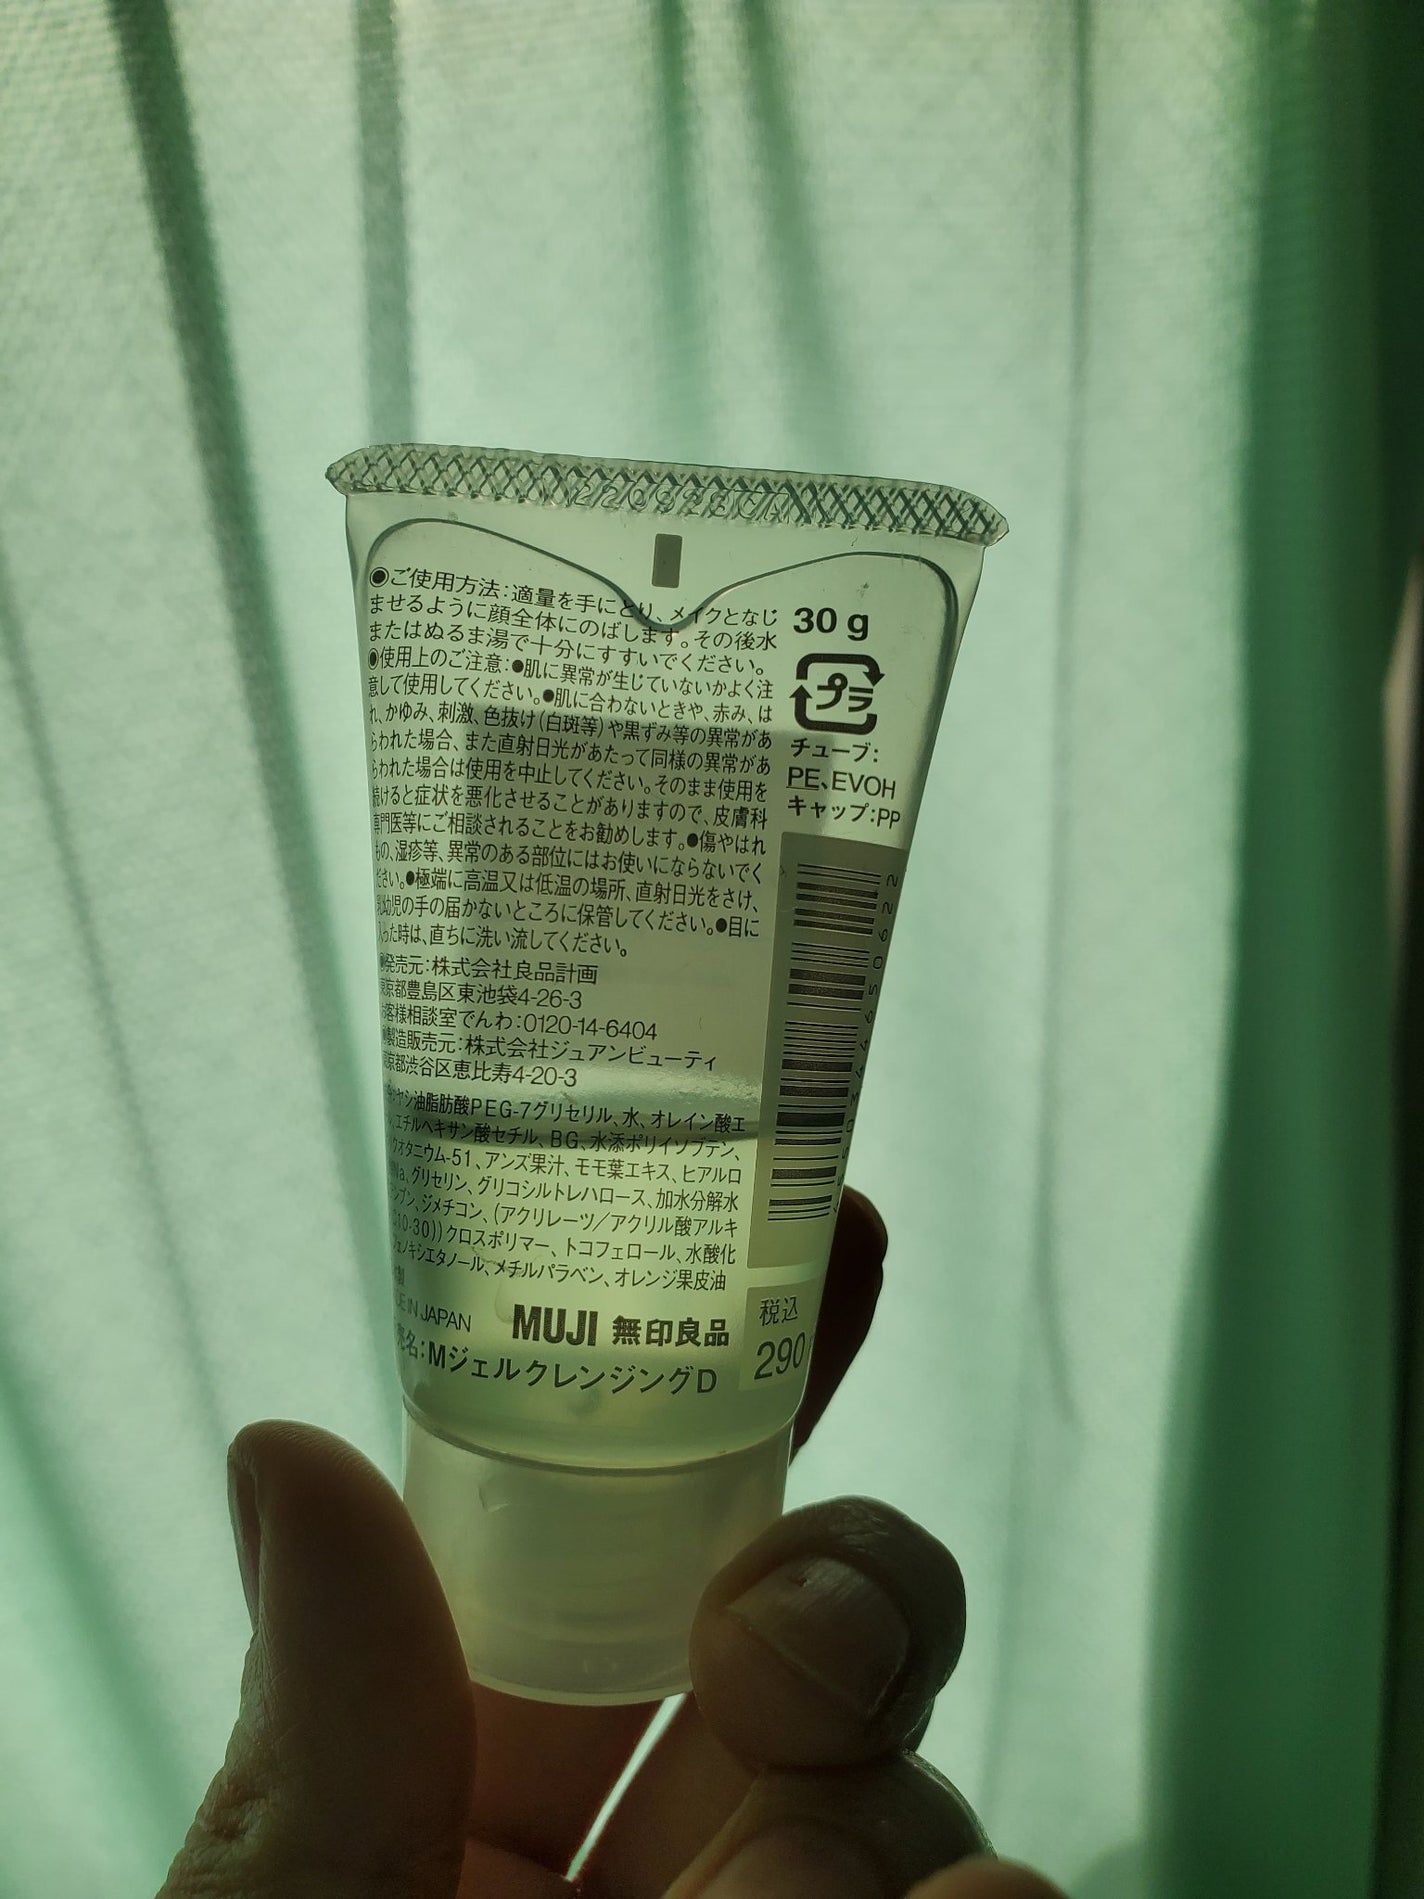 ◉ご使用方法:適量を手にとり、メイクとなじ
ませるように顔全体にのばします。その後水
またはぬるま湯で十分にすすいでください。
◉使用上のご注意:●肌に異常が生じていないかよく注
意して使用してください。●肌に合わないときや、赤み、は
れ、かゆみ、刺激、色抜け(白斑等)や黒ずみ等の異常があ
らわれた場合、また直射日光があたって同様の異常があ
らわれた場合は使用を中止してください。そのまま使用を
続けると症状を悪化させることがありますので、皮膚科
専門医等にご相談されることをお勧めします。●傷やはれ
もの、湿疹等、異常のある部位にはお使いにならないでく
ださい。●極端に高温又は低温の場所、直射日光をさけ、
乳幼児の手の届かないところに保管してください。●目に
入った時は、直ちに洗い流してください。
◉発売元:株式会社良品計画
東京都豊島区東池袋4-26-3
お客様相談室でんわ:0120-14-6404
◉製造販売元:株式会社ジュアンビューティ
東京都渋谷区恵比寿4-20-3
ヤシ油脂肪酸PEG-7グリセリル、水、オレイン酸エ
エチルヘキサン酸セチル、BG、水添ポリイソブテン、
クオタニウム-51、アンズ果汁、モモ葉エキス、ヒアルロ
Na、グリセリン、グリコシルトレハロース、加水分解水
ンプン、ジメチコン、(アクリレーツ/アクリル酸アルキ
10-30))クロスポリマー、トコフェロール、水酸化
フェノキシエタノール、メチルパラベン、オレンジ果皮油
製
IN JAPAN
MUJI 無印良品
名:MジェルクレンジングD
30g
プラ
チューブ:
PE、EVOH
キャップ:PP
税込
290